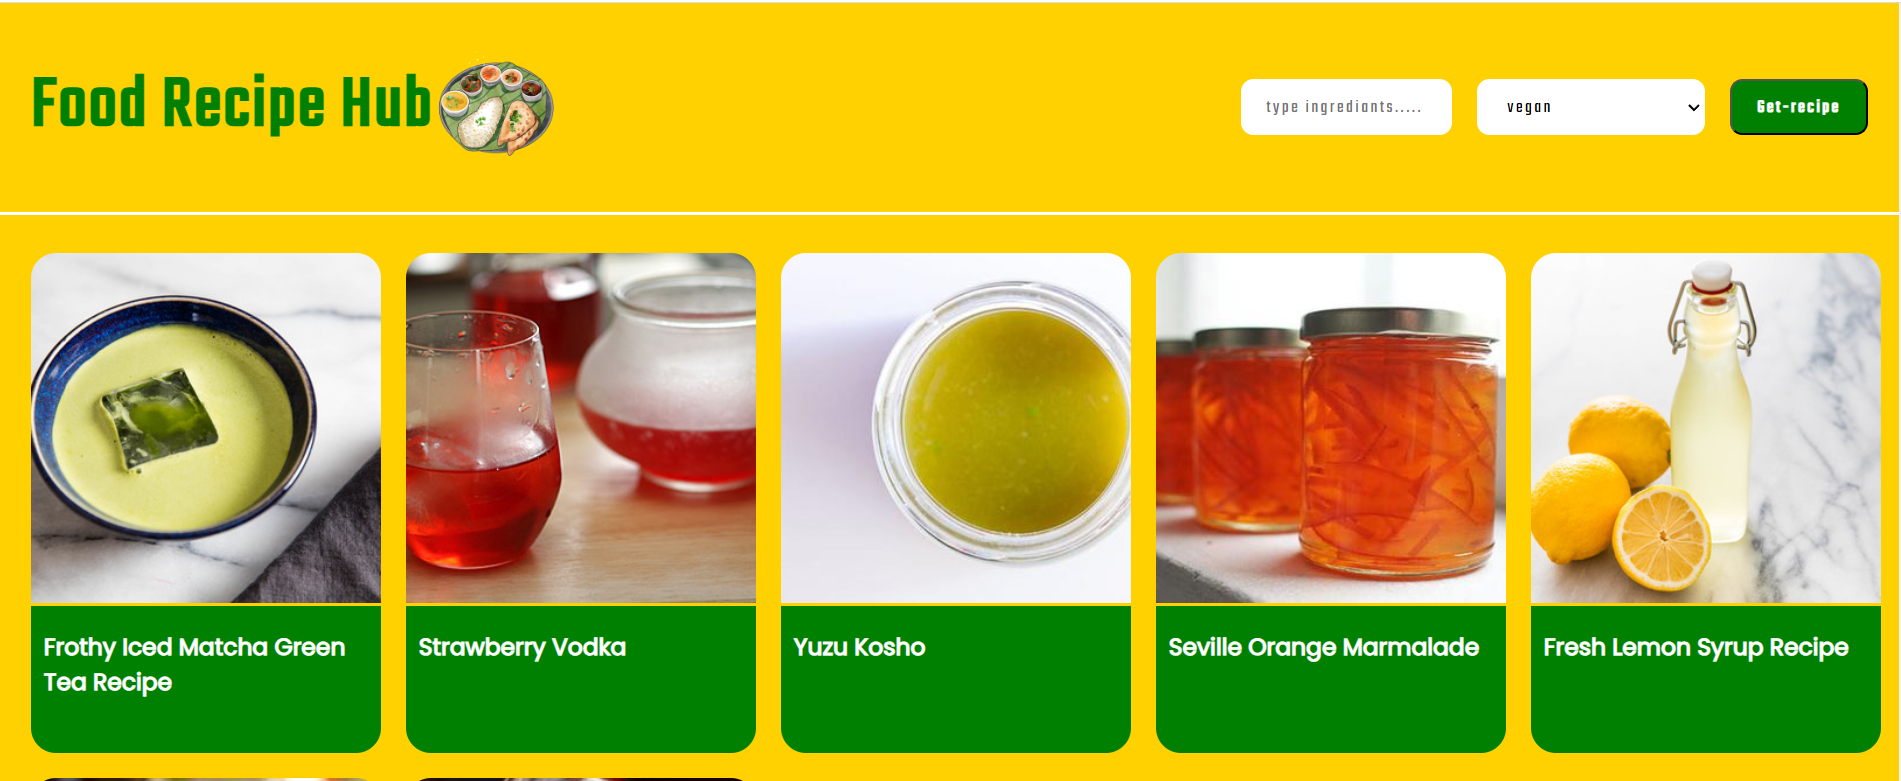 Food Recipe Hub
type ingrediants.....
vegan
Get-recipe
Frothy Iced Matcha Green
Tea Recipe
Strawberry Vodka
Yuzu Kosho
Seville Orange Marmalade
Fresh Lemon Syrup Recipe